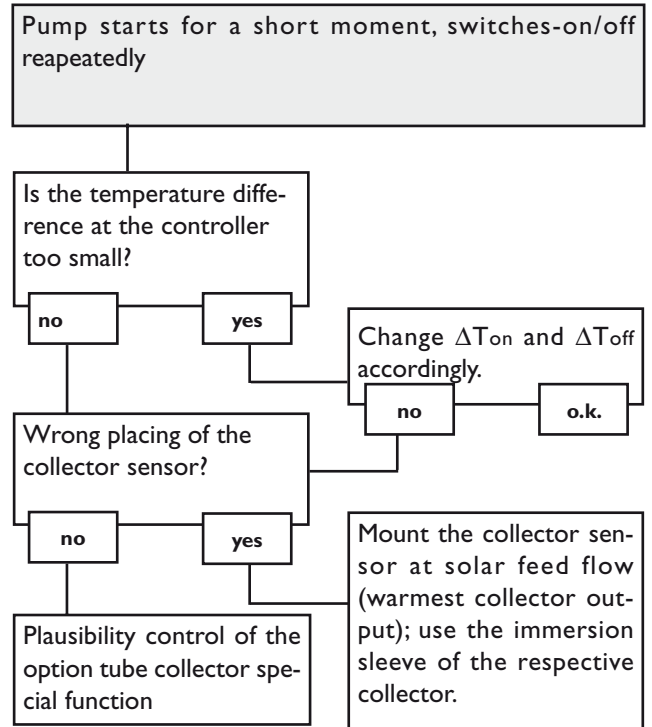 Pump starts for a short moment, switches-on/off
reapeatedly
Is the temperature diffe-
rence at the controller
too small?
no
yes
Change ΔTon and ΔToff
accordingly.
no
o.k.
Wrong placing of the
collector sensor?
no
yes
Mount the collector sen-
sor at solar feed flow
(warmest collector out-
put); use the immersion
sleeve of the respective
collector.
Plausibility control of the
option tube collector spe-
cial function